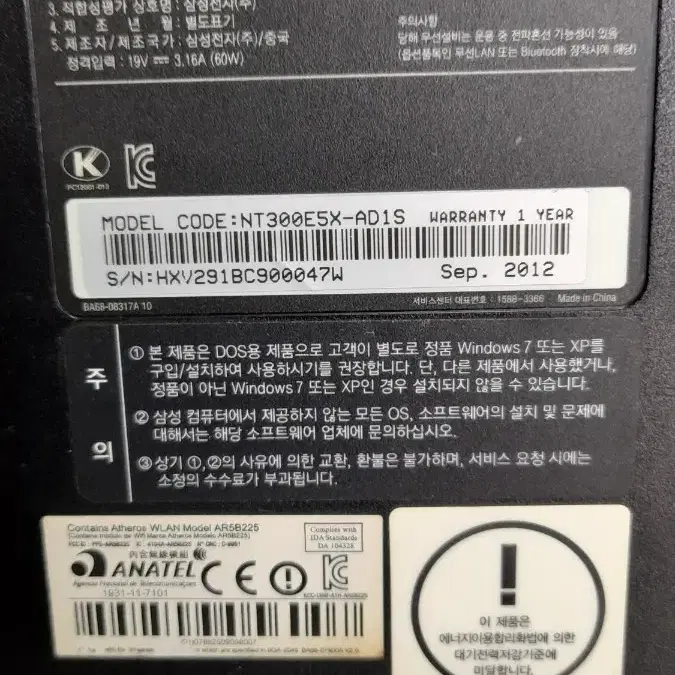 3. 적합성평가 상호명 : 삼성전자(주)
4. 제 조 년 월 : 별도표기
5. 제조자/제조국가 : 삼성전자(주)/중국
정격입력 : 19V ⎓ 3.16A (60W)
주의사항
당해 무선설비는 운용 중 전파혼선 가능성이 있음
(옵션품목인 무선LAN 또는 Bluetooth 장착시에 해당)
K
MODEL CODE:NT300E5X-AD1S WARRANTY 1 YEAR
S/N:HXV291BC900047W Sep. 2012
BA68-08317A 10
서비스센터 대표번호 : 1588-3366 Made in China
주의
① 본 제품은 DOS용 제품으로 고객이 별도로 정품 Windows 7 또는 XP를
구입/설치하여 사용하시기를 권장합니다. 단, 다른 제품에서 사용했거나,
정품이 아닌 Windows 7 또는 XP인 경우 설치되지 않을 수 있습니다.
② 삼성 컴퓨터에서 제공하지 않는 모든 OS, 소프트웨어의 설치 및 문제에
대해서는 해당 소프트웨어 업체에 문의하십시오.
③ 상기 ①,②의 사유에 의한 교환, 환불은 불가하며, 서비스 요청 시에는
소정의 수수료가 부과됩니다.
Contains Atheros WLAN Model AR5B225
Complies with
IDA Standards
DA 104328
ANATEL
Agência Nacional de Telecomunicações
1931-11-7101
CE
이 제품은
에너지이용합리화법에 의한
대기전력저감기준에
미달합니다.